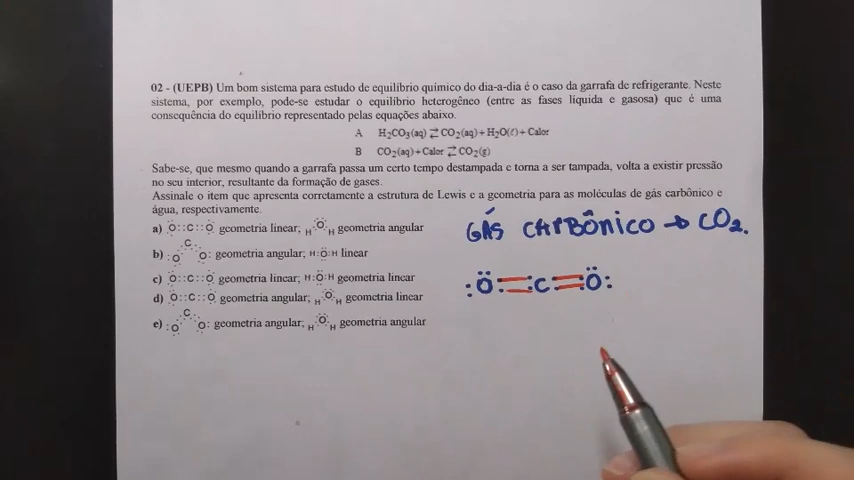 02 - (UEPB) Um bom sistema para estudo de equilíbrio químico do dia-a-dia é o caso da garrafa de refrigerante. Neste
sistema, por exemplo, pode-se estudar o equilíbrio heterogêneo (entre as fases líquida e gasosa) que é uma
consequência do equilíbrio representado pelas equações abaixo.
A H₂CO₃(aq) ⇄ CO₂(aq) + H₂O(ℓ) + Calor
B CO₂(aq) + Calor ⇄ CO₂(g)
Sabe-se, que mesmo quando a garrafa passa um certo tempo destampada e torna a ser tampada, volta a existir pressão
no seu interior, resultante da formação de gases.
Assinale o item que apresenta corretamente a estrutura de Lewis e a geometria para as moléculas de gás carbônico e
água, respectivamente.
a) :Ö::C::Ö: geometria linear; H Ö H geometria angular
b) :O C O: geometria angular; H:Ö:H linear
c) :Ö::C::Ö: geometria linear; H:Ö:H geometria linear
d) :Ö::C::Ö: geometria angular; H Ö H geometria linear
e) :O C O: geometria angular; H Ö H geometria angular
GÁS CARBÔNICO → CO₂.
:Ö=C=Ö: